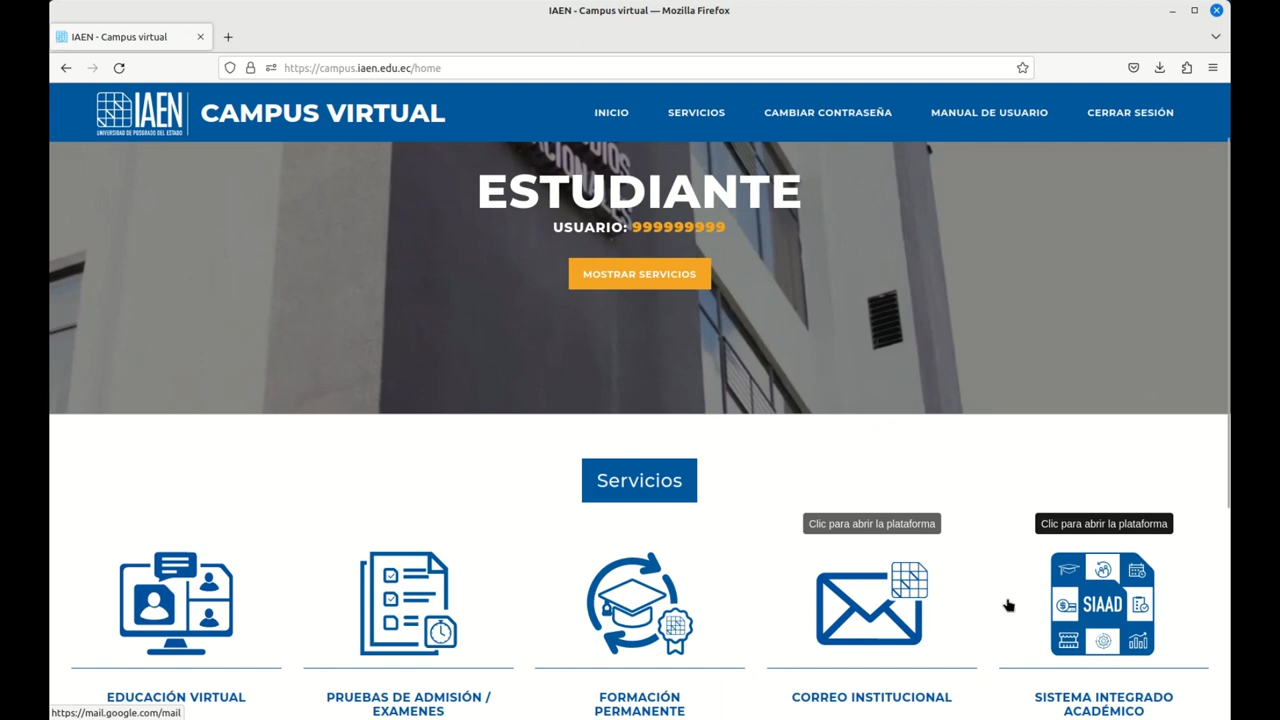 IAEN - Campus virtual — Mozilla Firefox
IAEN - Campus virtual
https://campus.iaen.edu.ec/home
IAEN
UNIVERSIDAD DE POSGRADO DEL ESTADO
CAMPUS VIRTUAL
INICIO
SERVICIOS
CAMBIAR CONTRASEÑA
MANUAL DE USUARIO
CERRAR SESIÓN
ESTUDIANTE
USUARIO: 999999999
MOSTRAR SERVICIOS
Servicios
Clic para abrir la plataforma
Clic para abrir la plataforma
SIAAD
EDUCACIÓN VIRTUAL
PRUEBAS DE ADMISIÓN /
EXAMENES
FORMACIÓN
PERMANENTE
CORREO INSTITUCIONAL
SISTEMA INTEGRADO
ACADÉMICO
https://mail.google.com/mail